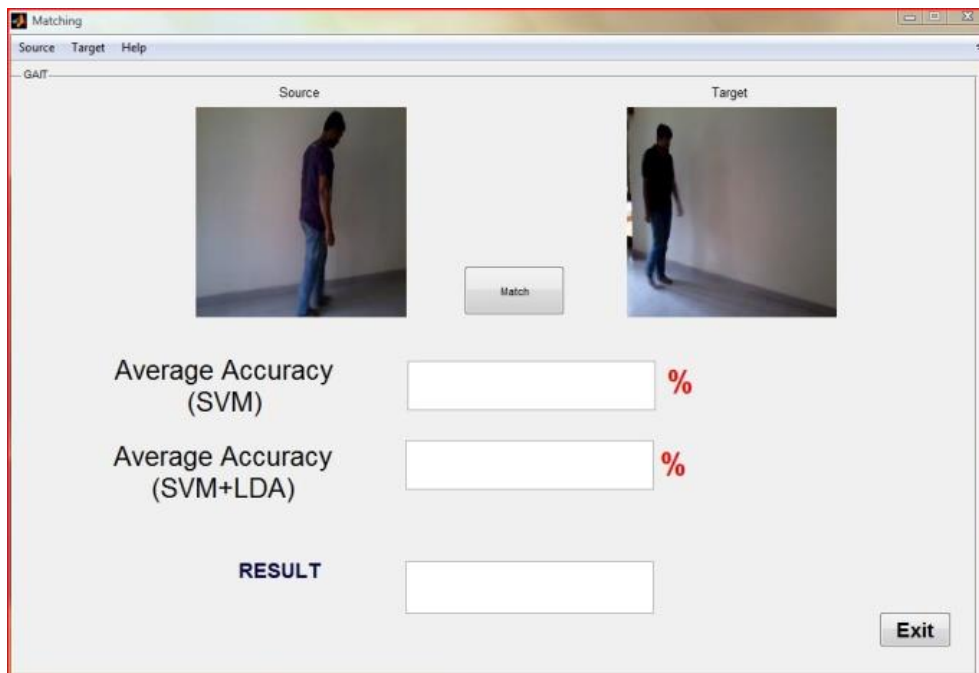 Matching
Source Target Help
GAIT
Source
Target
Match
Average Accuracy
(SVM)
%
Average Accuracy
(SVM+LDA)
%
RESULT
Exit